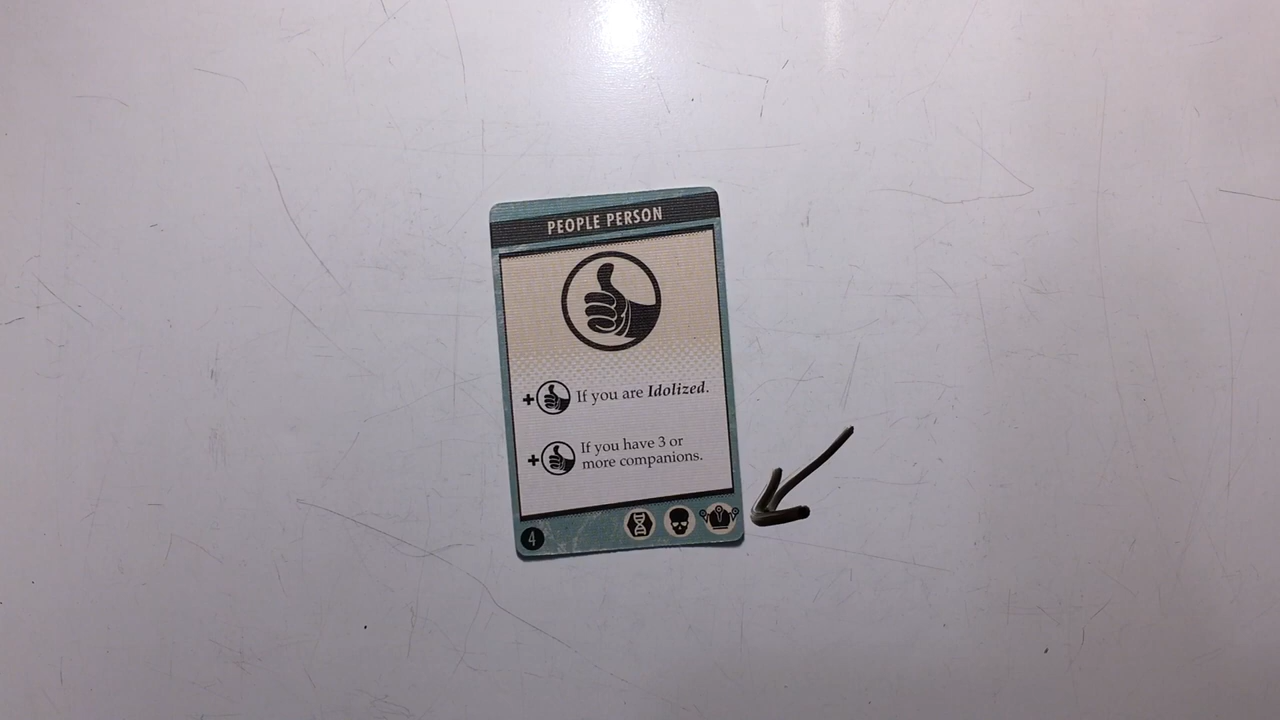 PEOPLE PERSON
+ If you are Idolized.
+ If you have 3 or
more companions.
4